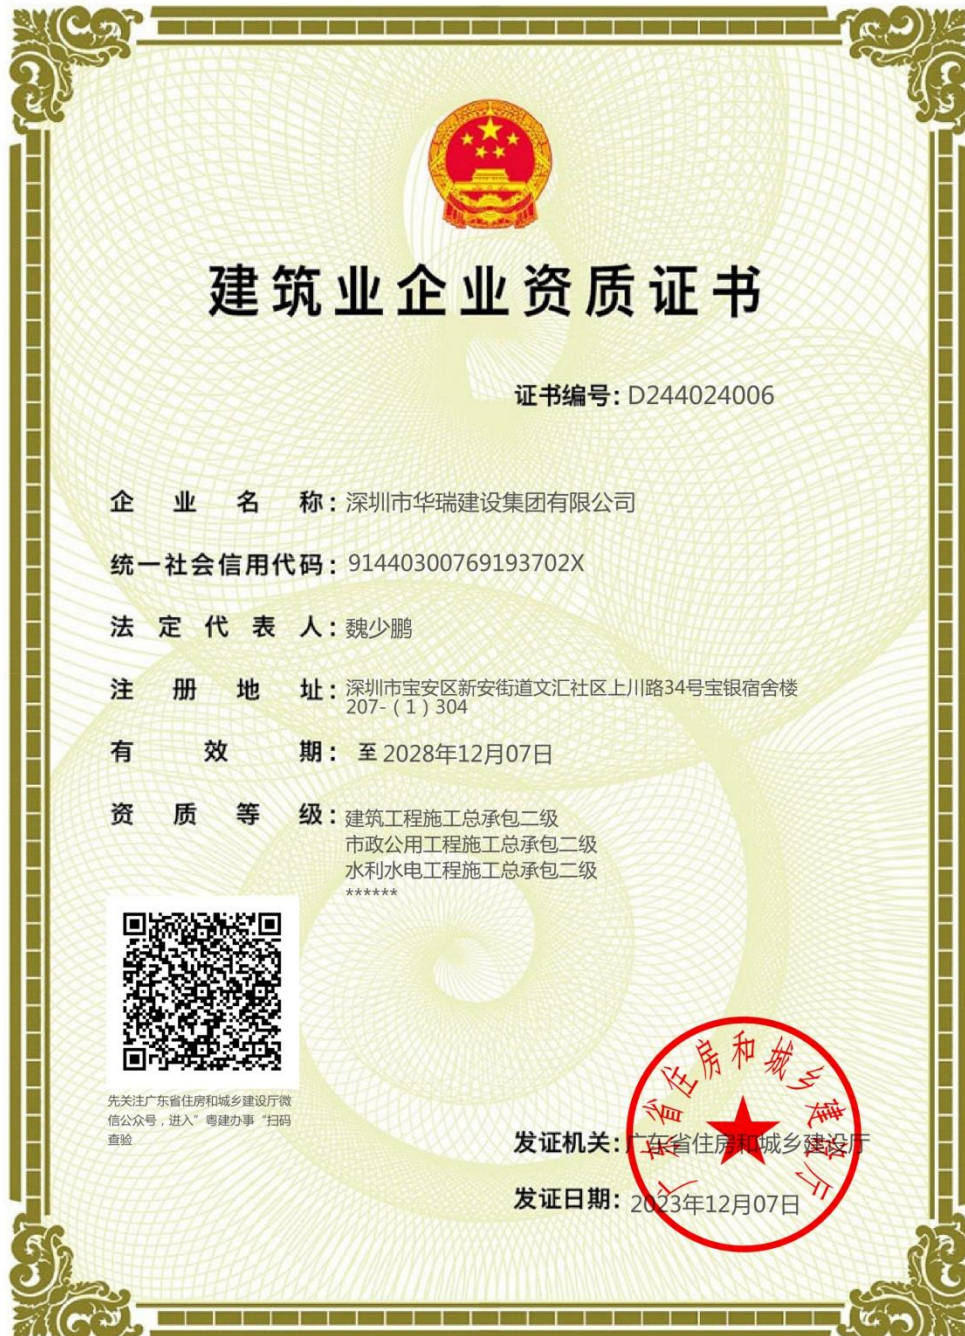 建筑业企业资质证书
证书编号: D244024006
企业名称: 深圳市华瑞建设集团有限公司
统一社会信用代码: 91440300769193702X
法定代表人: 魏少鹏
注册地址: 深圳市宝安区新安街道文汇社区上川路34号宝银宿舍楼
207-（1）304
有效期: 至 2028年12月07日
资质等级: 建筑工程施工总承包二级
市政公用工程施工总承包二级
水利水电工程施工总承包二级
******
先关注广东省住房和城乡建设厅微
信公众号，进入"粤建办事"扫码
查验
广东省住房和城乡建设厅
发证机关: 广东省住房和城乡建设厅
发证日期: 2023年12月07日